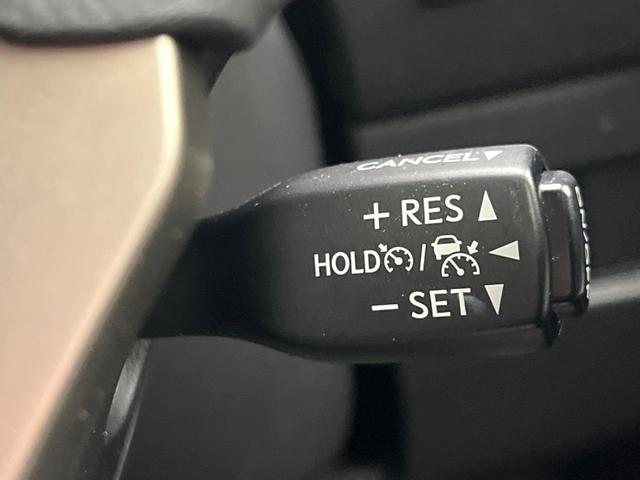 CANCEL▼
+ RES ▲
HOLD / ◀
− SET ▼